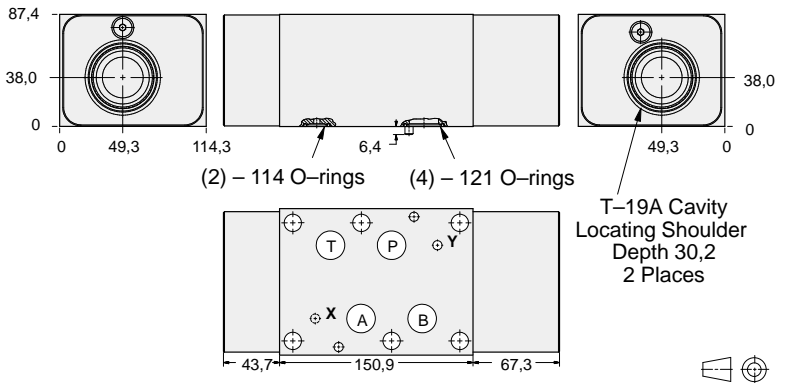 87,4
38,0
0
0 49,3 114,3
6,4
(2) – 114 O–rings
(4) – 121 O–rings
38,0
0
49,3 0
T–19A Cavity
Locating Shoulder
Depth 30,2
2 Places
T P Y
X A B
43,7 150,9 67,3